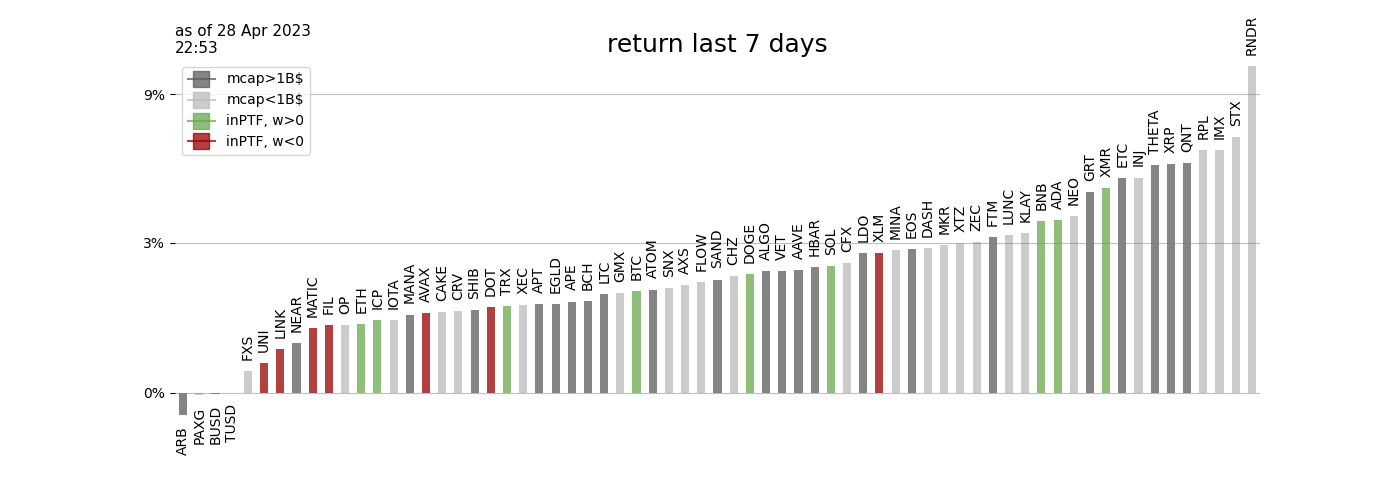 as of 28 Apr 2023
22:53
return last 7 days
mcap>1B$
mcap<1B$
inPTF, w>0
inPTF, w<0
9%
3%
0%
ARB
PAXG
BUSD
TUSD
FXS
UNI
LINK
NEAR
MATIC
FIL
OP
ETH
ICP
IOTA
MANA
AVAX
CAKE
CRV
SHIB
DOT
TRX
XEC
APT
EGLD
APE
BCH
LTC
GMX
BTC
ATOM
SNX
AXS
FLOW
SAND
CHZ
DOGE
ALGO
VET
AAVE
HBAR
SOL
CFX
LDO
XLM
MINA
EOS
DASH
MKR
XTZ
ZEC
FTM
LUNC
KLAY
BNB
ADA
NEO
GRT
XMR
ETC
INJ
THETA
XRP
QNT
RPL
IMX
STX
RNDR